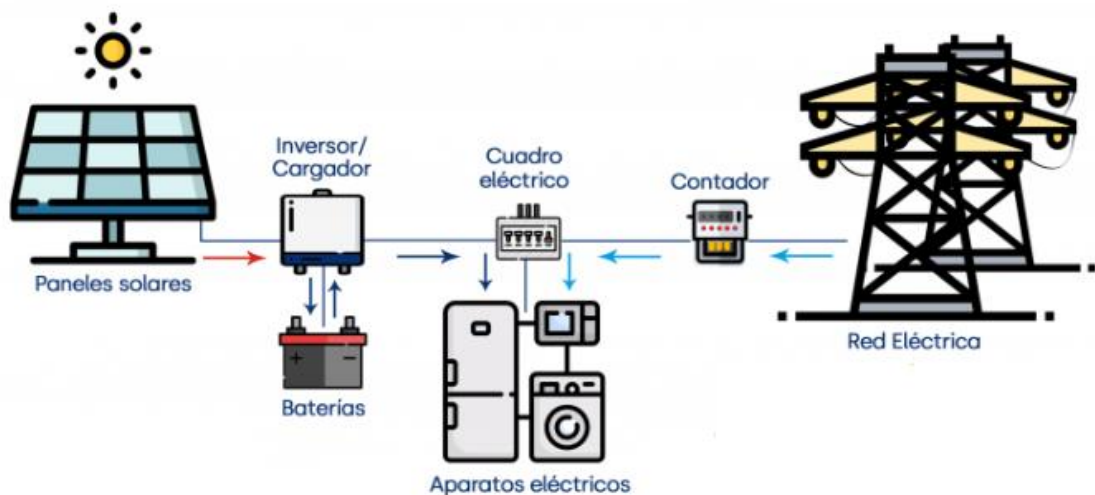 Inversor/
Cargador
Cuadro
eléctrico
Contador
Paneles solares
Red Eléctrica
Baterías
Aparatos eléctricos